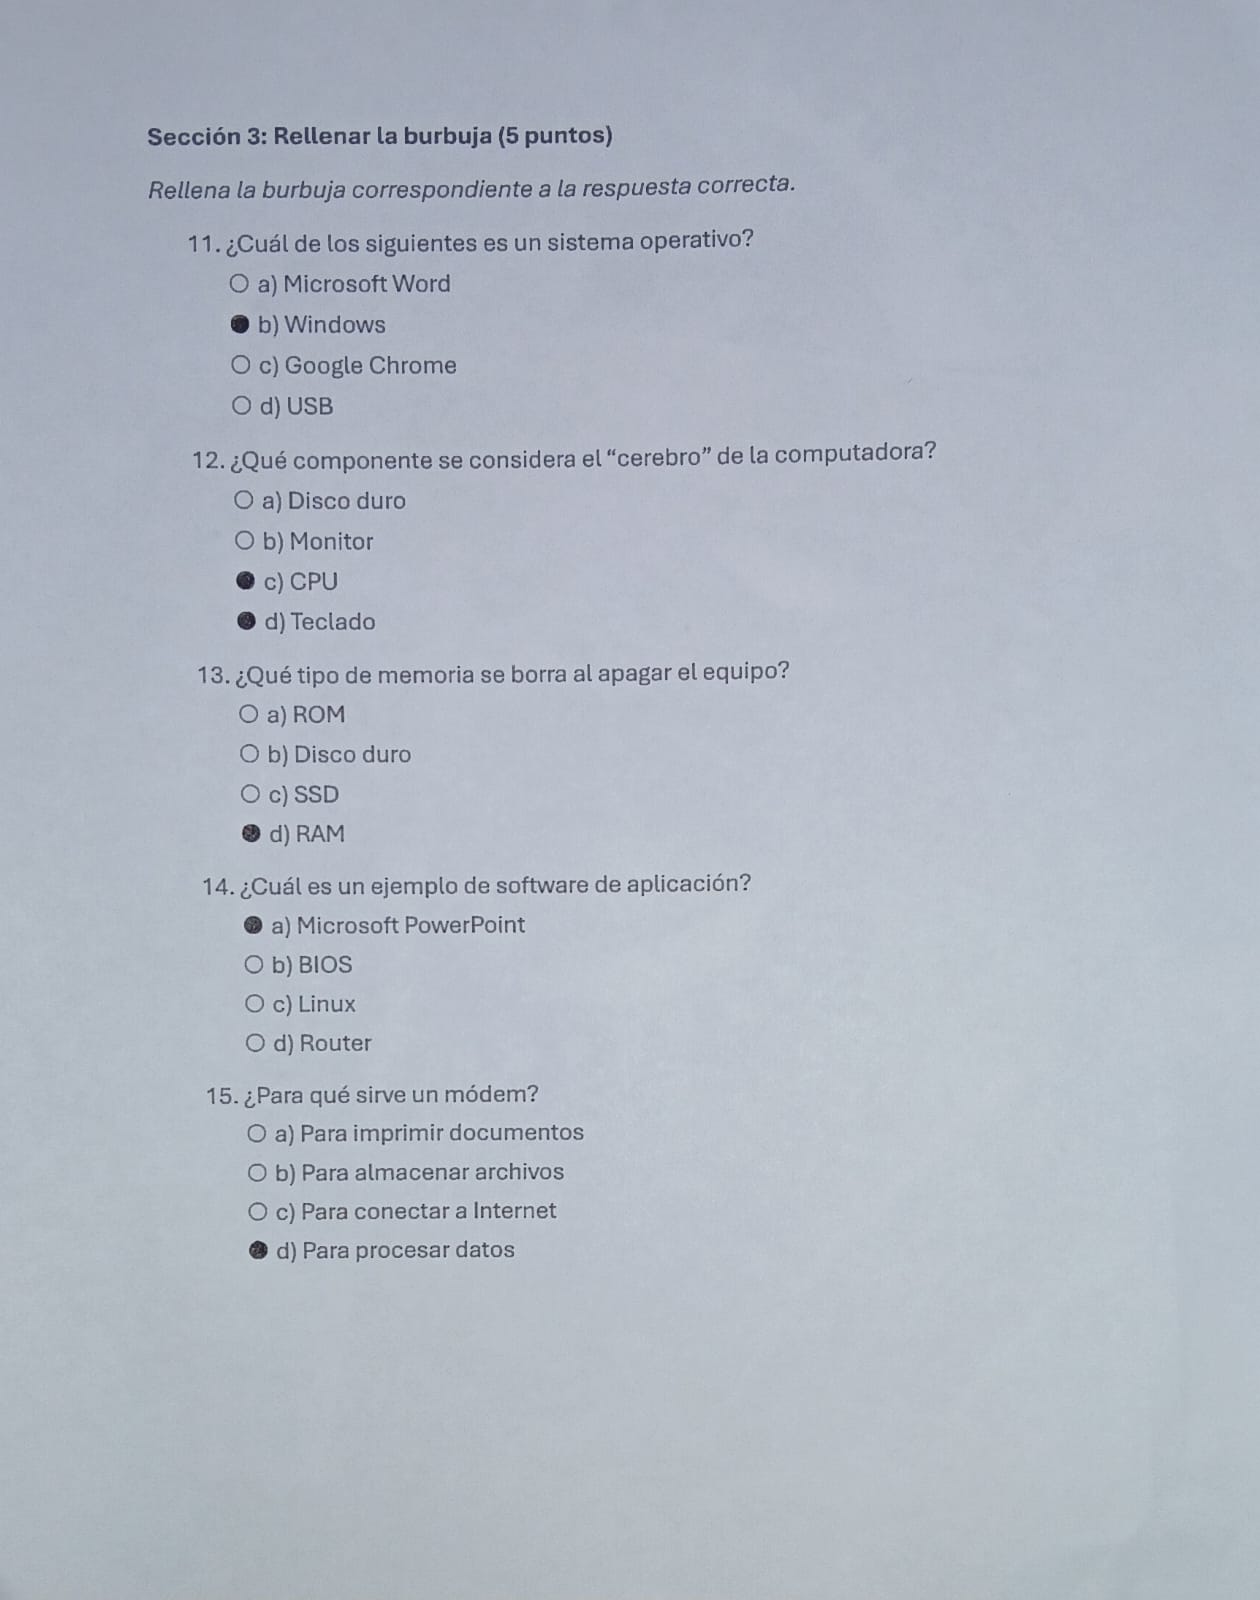 Sección 3: Rellenar la burbuja (5 puntos)
Rellena la burbuja correspondiente a la respuesta correcta.
11. ¿Cuál de los siguientes es un sistema operativo?
○ a) Microsoft Word
● b) Windows
○ c) Google Chrome
○ d) USB
12. ¿Qué componente se considera el “cerebro” de la computadora?
○ a) Disco duro
○ b) Monitor
● c) CPU
● d) Teclado
13. ¿Qué tipo de memoria se borra al apagar el equipo?
○ a) ROM
○ b) Disco duro
○ c) SSD
● d) RAM
14. ¿Cuál es un ejemplo de software de aplicación?
● a) Microsoft PowerPoint
○ b) BIOS
○ c) Linux
○ d) Router
15. ¿Para qué sirve un módem?
○ a) Para imprimir documentos
○ b) Para almacenar archivos
○ c) Para conectar a Internet
● d) Para procesar datos